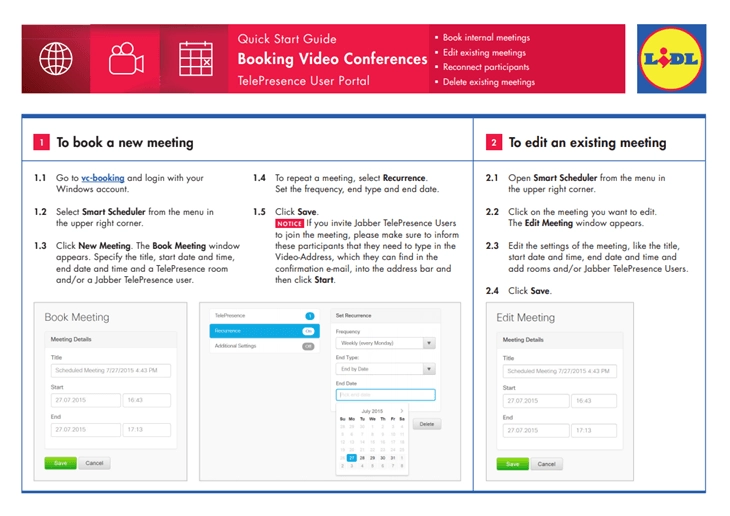 Quick Start Guide
Booking Video Conferences
TelePresence User Portal
▪ Book internal meetings
▪ Edit existing meetings
▪ Reconnect participants
▪ Delete existing meetings
LIDL
1 To book a new meeting
1.1 Go to vc-booking and login with your
Windows account.
1.2 Select Smart Scheduler from the menu in
the upper right corner.
1.3 Click New Meeting. The Book Meeting window
appears. Specify the title, start date and time,
end date and time and a TelePresence room
and/or a Jabber TelePresence user.
1.4 To repeat a meeting, select Recurrence.
Set the frequency, end type and end date.
1.5 Click Save.
NOTICE If you invite Jabber TelePresence Users
to join the meeting, please make sure to inform
these participants that they need to type in the
Video-Address, which they can find in the
confirmation e-mail, into the address bar and
then click Start.
Book Meeting
Meeting Details
Title
Scheduled Meeting 7/27/2015 4:43 PM
Start
27.07.2015 16:43
End
27.07.2015 17:13
Save Cancel
TelePresence 1
Recurrence
Additional Settings Off
Set Recurrence
Frequency
Weekly (every Monday)
End Type:
End by Date
End Date
July 2015
Su Mo Tu We Th Fr Sa
27 28 29 30 31
Delete
2 To edit an existing meeting
2.1 Open Smart Scheduler from the menu in
the upper right corner.
2.2 Click on the meeting you want to edit.
The Edit Meeting window appears.
2.3 Edit the settings of the meeting, like the title,
start date and time, end date and time and
add rooms and/or Jabber TelePresence Users.
2.4 Click Save.
Edit Meeting
Meeting Details
Title
Scheduled Meeting 7/27/2015 4:43 PM
Start
27.07.2015 16:43
End
27.07.2015 17:13
Save Cancel